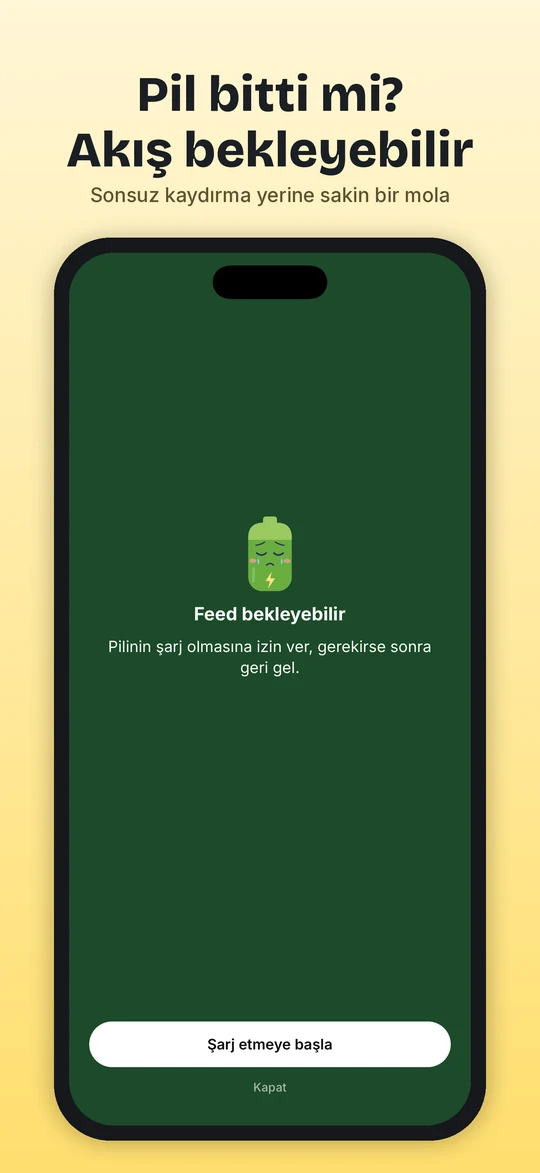 Pil bitti mi?
Akış bekleyebilir
Sonsuz kaydırma yerine sakin bir mola
Feed bekleyebilir
Pilinin şarj olmasına izin ver, gerekirse sonra
geri gel.
Şarj etmeye başla
Kapat